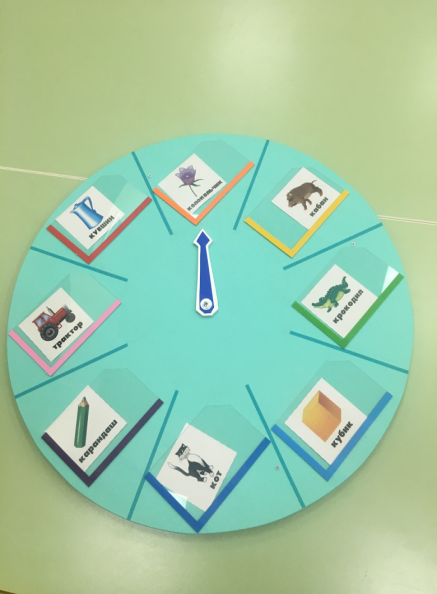 колокольчик
кабан
крокодил
кубик
кот
карандаш
трактор
кувшин